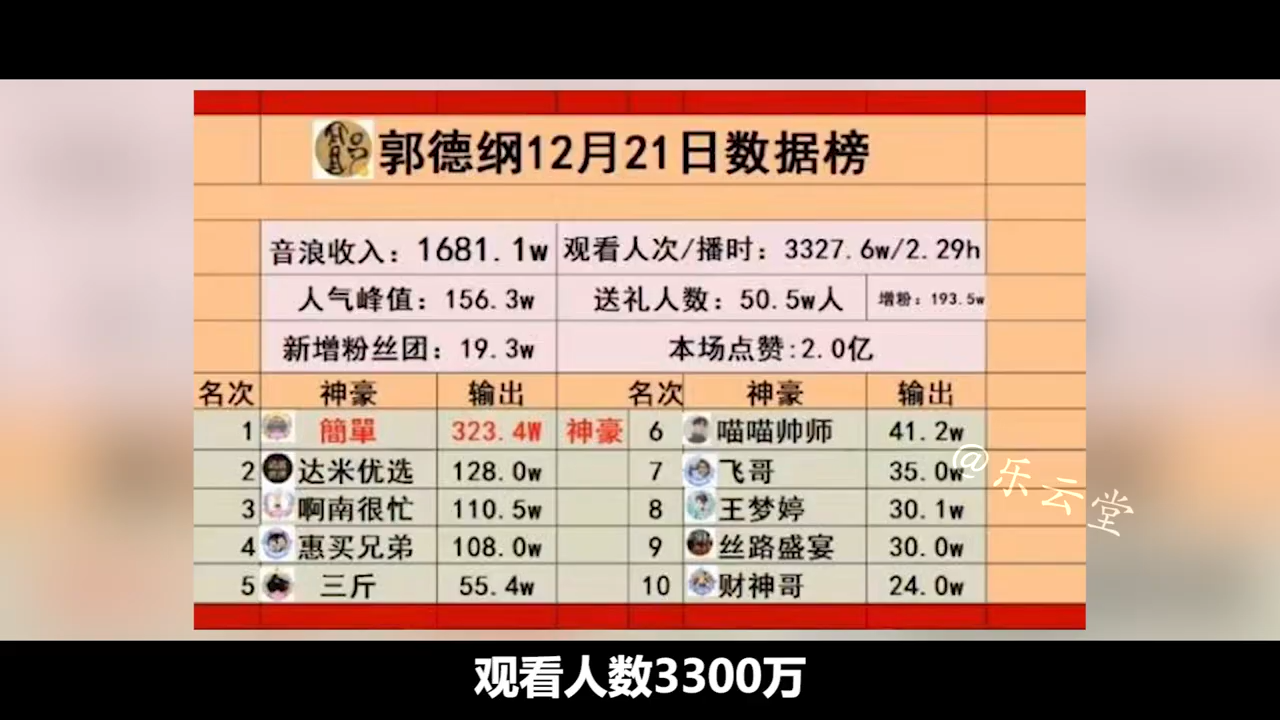 郭德纲12月21日数据榜
音浪收入：1681.1w 观看人次/播时：3327.6w/2.29h
人气峰值：156.3w 送礼人数：50.5w人 增粉：193.5w
新增粉丝团：19.3w 本场点赞:2.0亿
名次 神豪 输出 名次 神豪 输出
1 簡單 323.4W 神豪 6 喵喵帅师 41.2w
2 达米优选 128.0w 7 飞哥 35.0w
3 啊南很忙 110.5w 8 王梦婷 30.1w
4 惠买兄弟 108.0w 9 丝路盛宴 30.0w
5 三斤 55.4w 10 财神哥 24.0w
@乐云堂
观看人数3300万